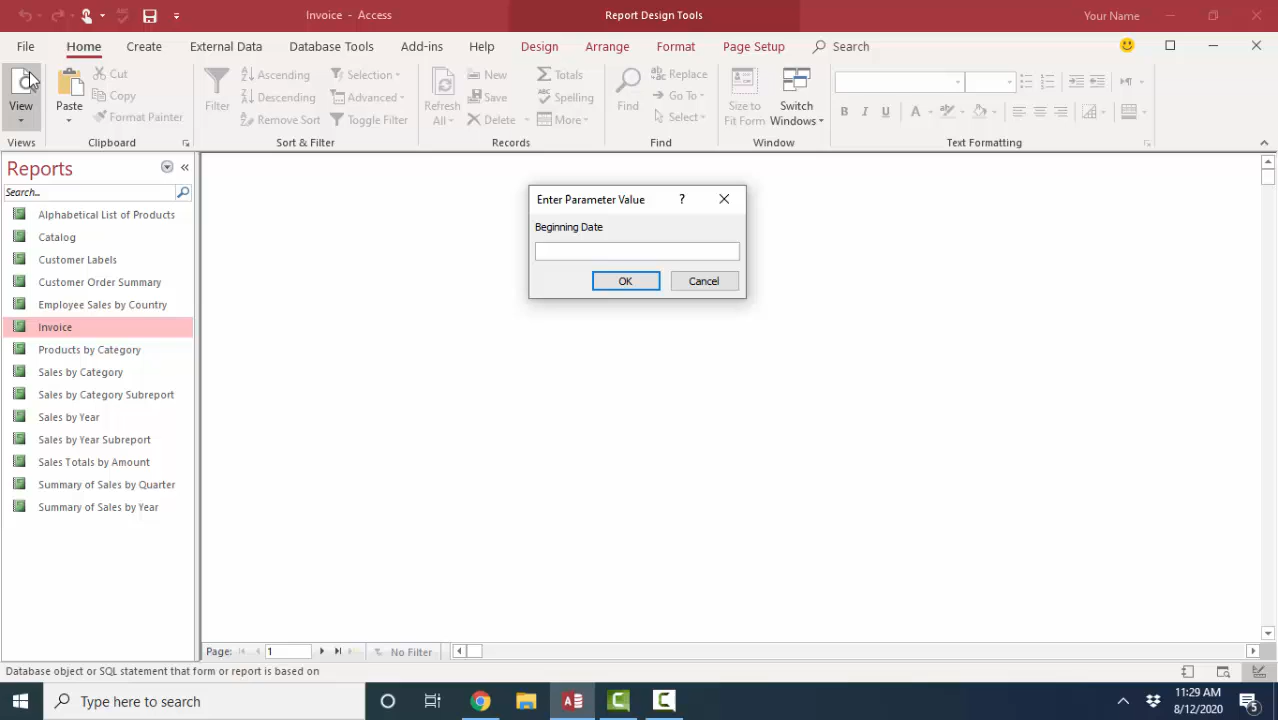 Invoice - Access
Report Design Tools
Your Name
File Home Create External Data Database Tools Add-ins Help Design Arrange Format Page Setup Search
View
Views
Paste
Cut
Copy
Format Painter
Clipboard
Filter
Ascending
Descending
Remove Sort
Selection
Advanced
Toggle Filter
Sort & Filter
Refresh
All
New
Save
Delete
Totals
Spelling
More
Records
Find
Replace
Go To
Select
Find
Size to
Fit Form
Switch
Windows
Window
B I U A
Text Formatting
Reports
Search...
Alphabetical List of Products
Catalog
Customer Labels
Customer Order Summary
Employee Sales by Country
Invoice
Products by Category
Sales by Category
Sales by Category Subreport
Sales by Year
Sales by Year Subreport
Sales Totals by Amount
Summary of Sales by Quarter
Summary of Sales by Year
Enter Parameter Value ?
Beginning Date
OK Cancel
Page: 1 No Filter
Database object or SQL statement that form or report is based on
Type here to search
11:29 AM
8/12/2020
5